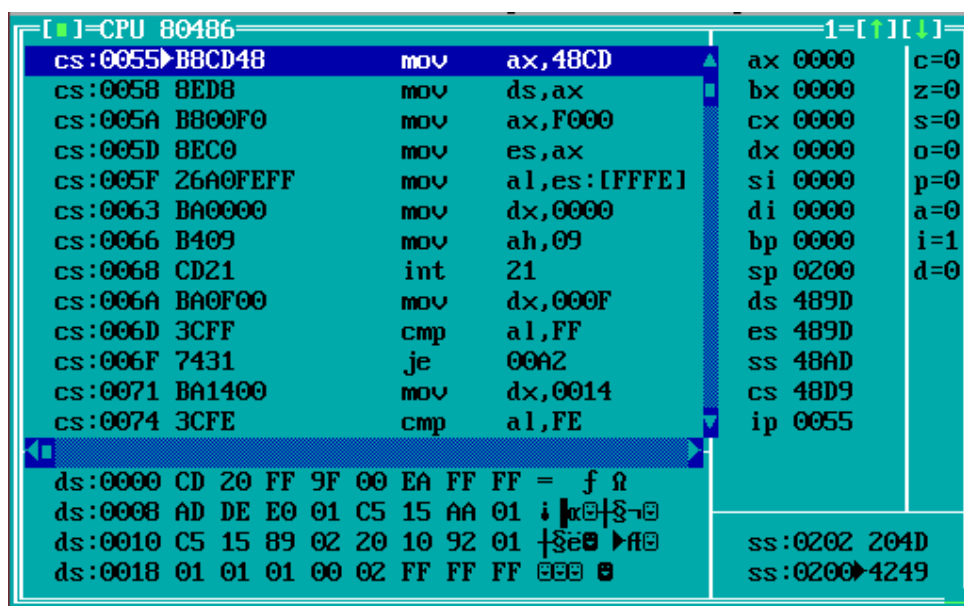 [■]=CPU 80486 1=[↑][↓]
cs:0055►B8CD48 mov ax,48CD ax 0000 c=0
cs:0058 8ED8 mov ds,ax bx 0000 z=0
cs:005A B800F0 mov ax,F000 cx 0000 s=0
cs:005D 8EC0 mov es,ax dx 0000 o=0
cs:005F 26A0FEFF mov al,es:[FFFE] si 0000 p=0
cs:0063 BA0000 mov dx,0000 di 0000 a=0
cs:0066 B409 mov ah,09 bp 0000 i=1
cs:0068 CD21 int 21 sp 0200 d=0
cs:006A BA0F00 mov dx,000F ds 489D
cs:006D 3CFF cmp al,FF es 489D
cs:006F 7431 je 00A2 ss 48AD
cs:0071 BA1400 mov dx,0014 cs 48D9
cs:0074 3CFE cmp al,FE ip 0055
ds:0000 CD 20 FF 9F 00 EA FF FF = ƒ Ω
ds:0008 AD DE E0 01 C5 15 AA 01 ¡▐α☺┼§¬☺
ds:0010 C5 15 89 02 20 10 92 01 ┼§ë☻ ►Æ☺ ss:0202 204D
ds:0018 01 01 01 00 02 FF FF FF ☺☺☺ ☻ ss:0200►4249